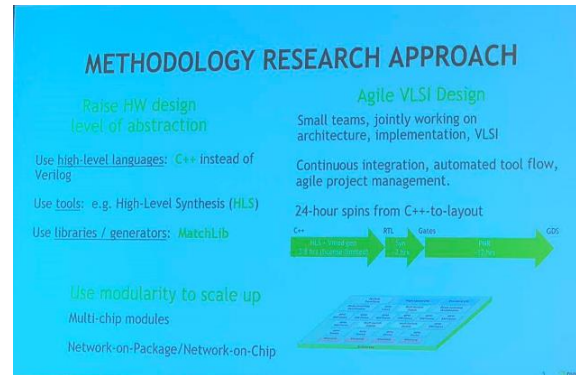 METHODOLOGY RESEARCH APPROACH
Raise HW design
level of abstraction
Use high-level languages: C++ instead of
Verilog
Use tools: e.g. High-Level Synthesis (HLS)
Use libraries / generators: MatchLib
Use modularity to scale up
Multi-chip modules
Network-on-Package/Network-on-Chip
Agile VLSI Design
Small teams, jointly working on
architecture, implementation, VLSI
Continuous integration, automated tool flow,
agile project management.
24-hour spins from C++-to-layout
C++ RTL Gates GDS